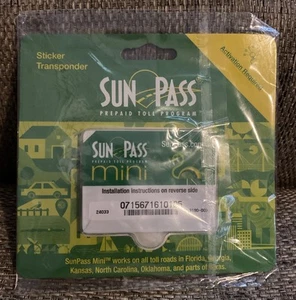 Sticker
Transponder
Activation Required
SUNPASS
PREPAID TOLL PROGRAM
SUNPASS
PREPAID TOLL PROGRAM
mini
Installation instructions on reverse side
SunPass Mini™ works on all toll roads in Florida, Georgia,
Kansas, North Carolina, Oklahoma, and parts of Texas.